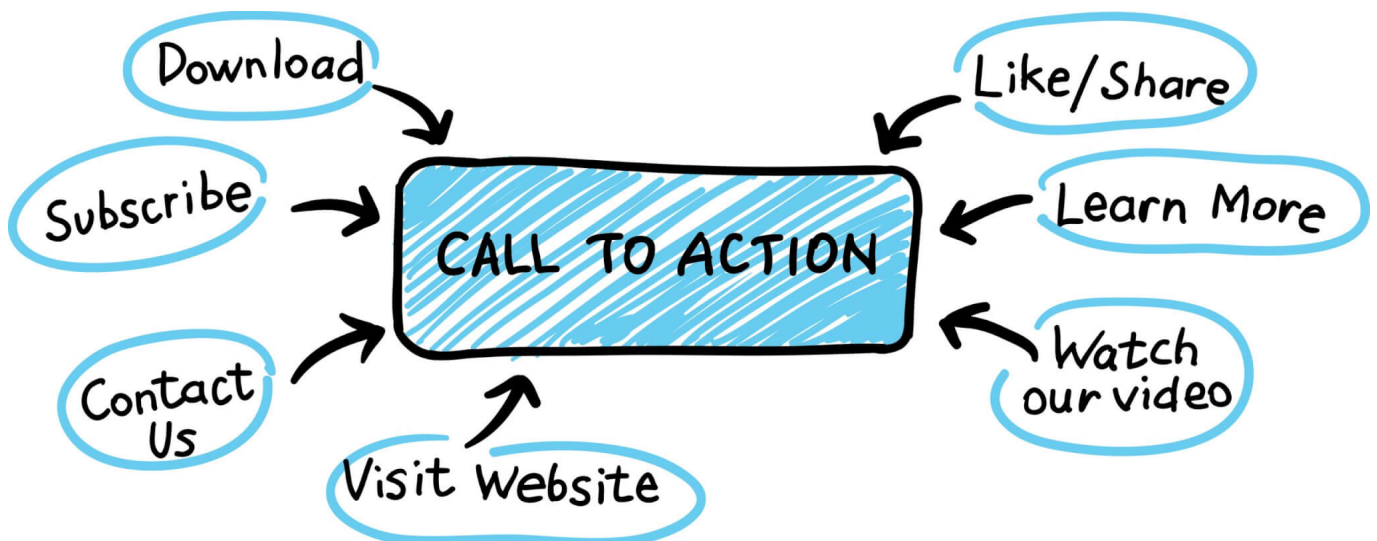 Download
Like/Share
Subscribe
Learn More
CALL TO ACTION
Contact
Us
Watch
our video
Visit Website